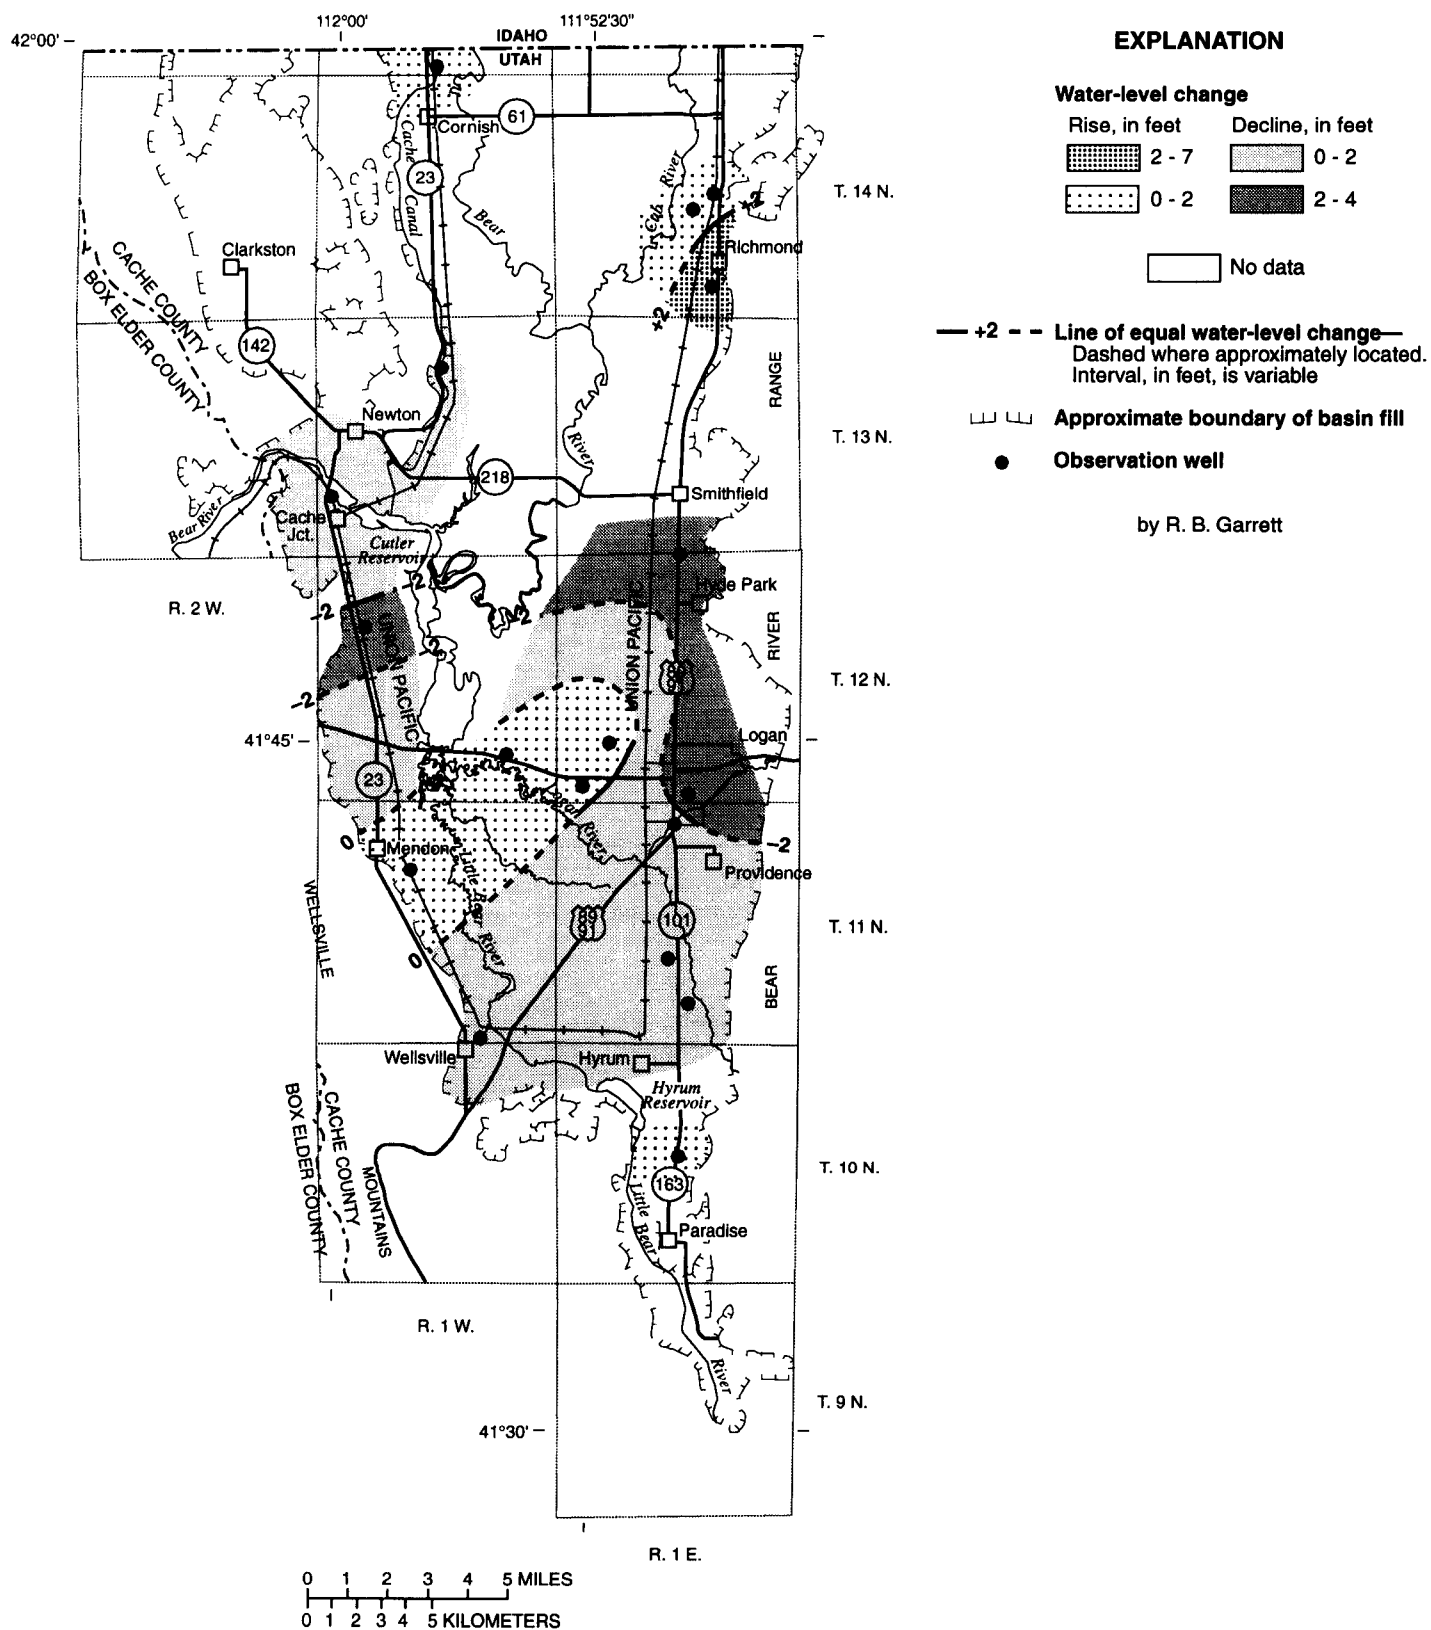 112°00'
111°52'30"
42°00'
IDAHO
UTAH
Cornish
61
Cache Canal
23
River
Cub
Bear
+2
Richmond
+2
T. 14 N.
Clarkston
CACHE COUNTY
BOX ELDER COUNTY
142
RANGE
Newton
River
T. 13 N.
218
Smithfield
Bear River
Cache
Jct.
Cutler
Reservoir
R. 2 W.
-2
2
-2
Hyde Park
UNION PACIFIC
UNION PACIFIC
RIVER
2
-2
89
91
T. 12 N.
41°45'
Logan
23
Bear
River
0
Mendon
Little Bear River
-2
Providence
WELLSVILLE
89
91
101
T. 11 N.
0
BEAR
Wellsville
Hyrum
Hyrum
Reservoir
CACHE COUNTY
BOX ELDER COUNTY
MOUNTAINS
T. 10 N.
163
Little Bear
Paradise
R. 1 W.
River
T. 9 N.
41°30'
R. 1 E.
0 1 2 3 4 5 MILES
0 1 2 3 4 5 KILOMETERS
EXPLANATION
Water-level change
Rise, in feet
Decline, in feet
2 - 7
0 - 2
0 - 2
2 - 4
No data
+2
Line of equal water-level change—
Dashed where approximately located.
Interval, in feet, is variable
Approximate boundary of basin fill
Observation well
by R. B. Garrett